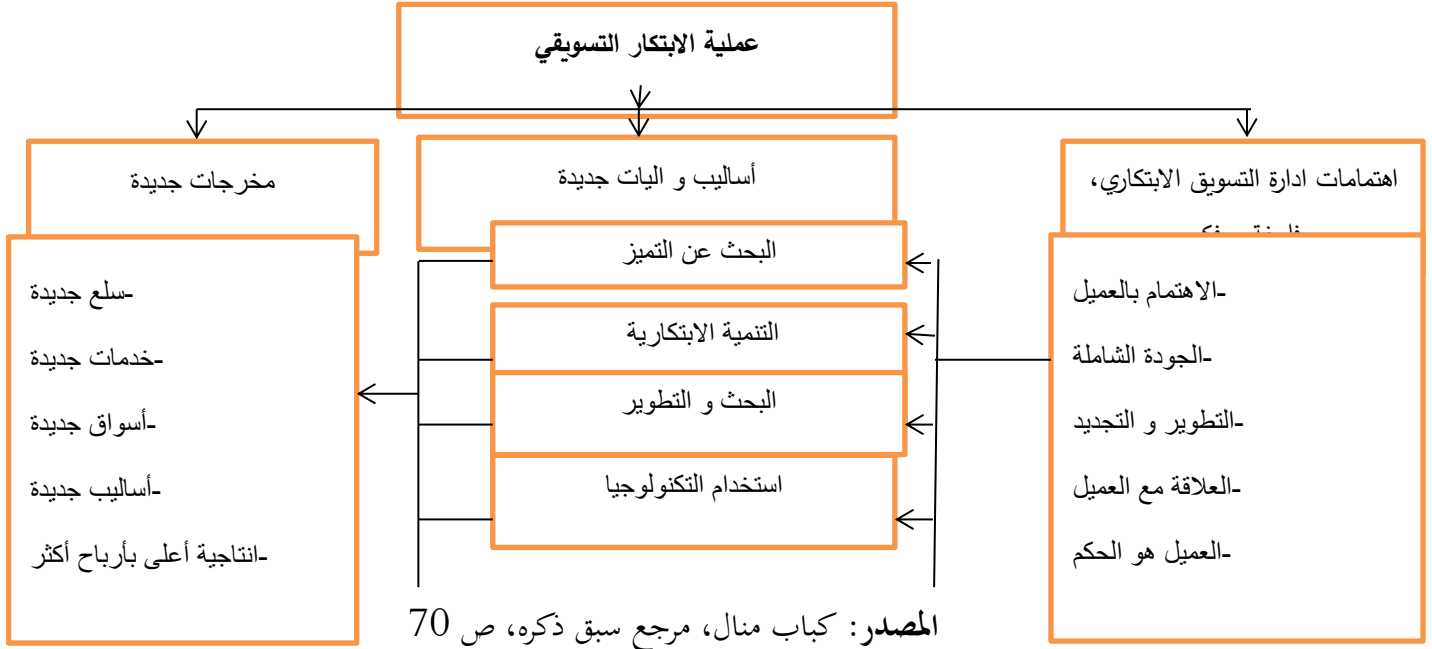 عملية الابتكار التسويقي
اهتمامات ادارة التسويق الابتكاري،
-الاهتمام بالعميل
-الجودة الشاملة
-التطوير و التجديد
-العلاقة مع العميل
-العميل هو الحكم
أساليب و اليات جديدة
البحث عن التميز
التنمية الابتكارية
البحث و التطوير
استخدام التكنولوجيا
مخرجات جديدة
-سلع جديدة
-خدمات جديدة
-أسواق جديدة
-أساليب جديدة
-انتاجية أعلى بأرباح أكثر
المصدر: كباب منال، مرجع سبق ذكره، ص 70